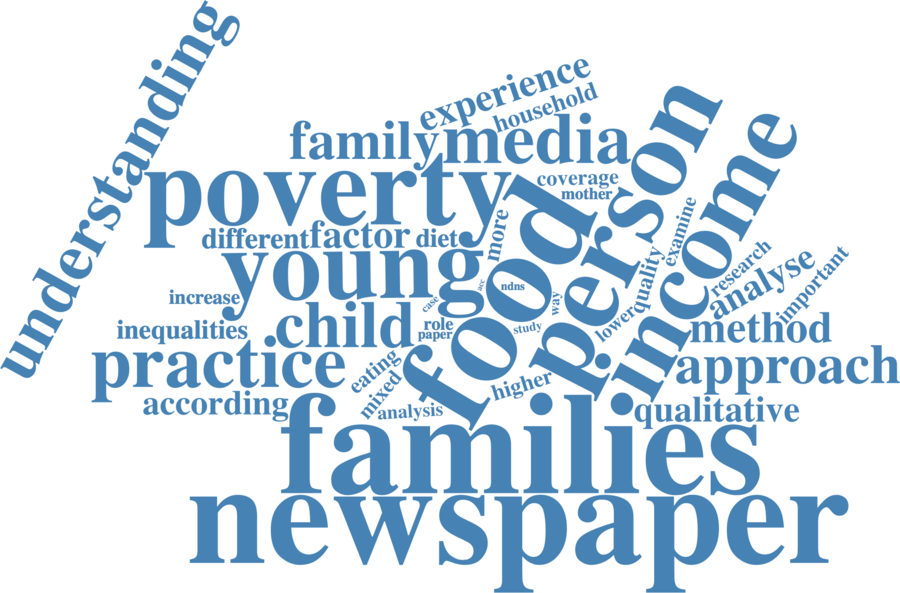 understanding
experience
household
family
media
person
income
poverty
coverage
mother
food
different
factor
diet
more
examine
young
quality
research
analyse
important
acc
ndns
increase
case
way
inequalities
child
role
paper
study
lower
method
practice
eating
mixed
higher
approach
according
analysis
qualitative
families
newspaper